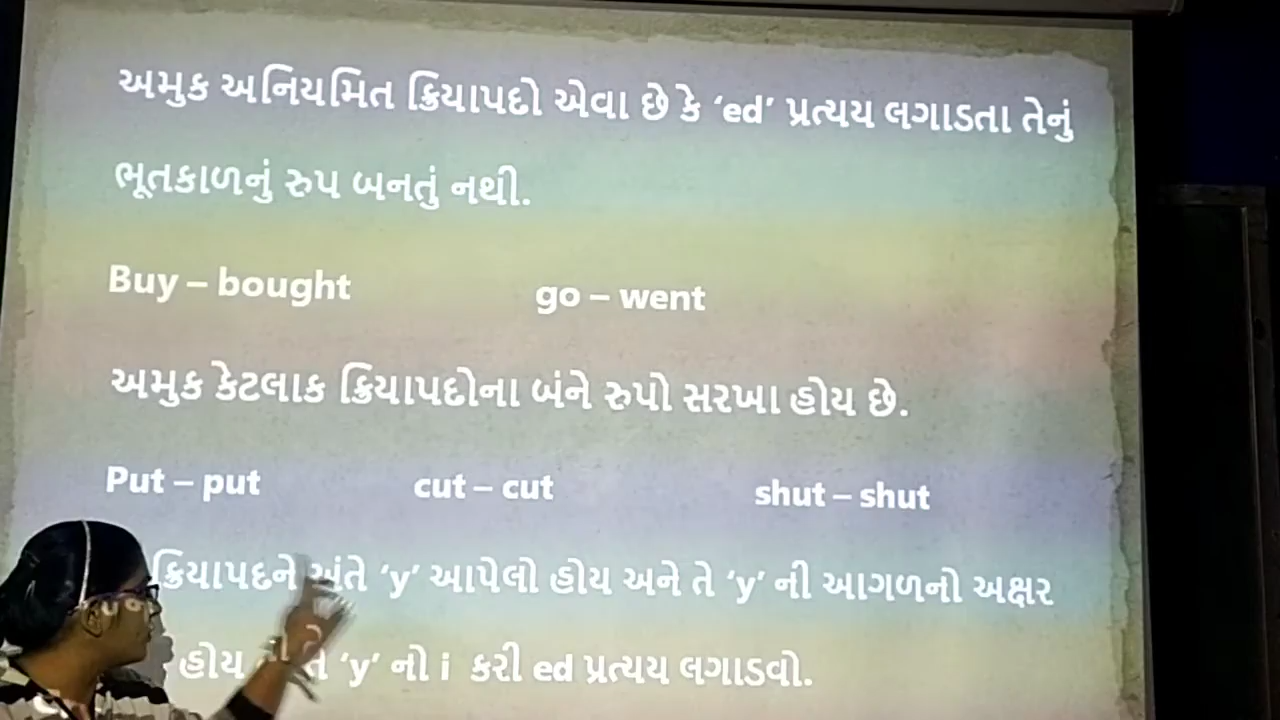 અમુક અનિયમિત ક્રિયાપદો એવા છે કે ‘ed’ પ્રત્યય લગાડતા તેનું
ભૂતકાળનું રુપ બનતું નથી.
Buy – bought go – went
અમુક કેટલાક ક્રિયાપદોના બંને રુપો સરખા હોય છે.
Put – put cut – cut shut – shut
ક્રિયાપદને અંતે ‘y’ આપેલો હોય અને તે ‘y’ ની આગળનો અક્ષર
હોય તો તે ‘y’ નો i કરી ed પ્રત્યય લગાડવો.